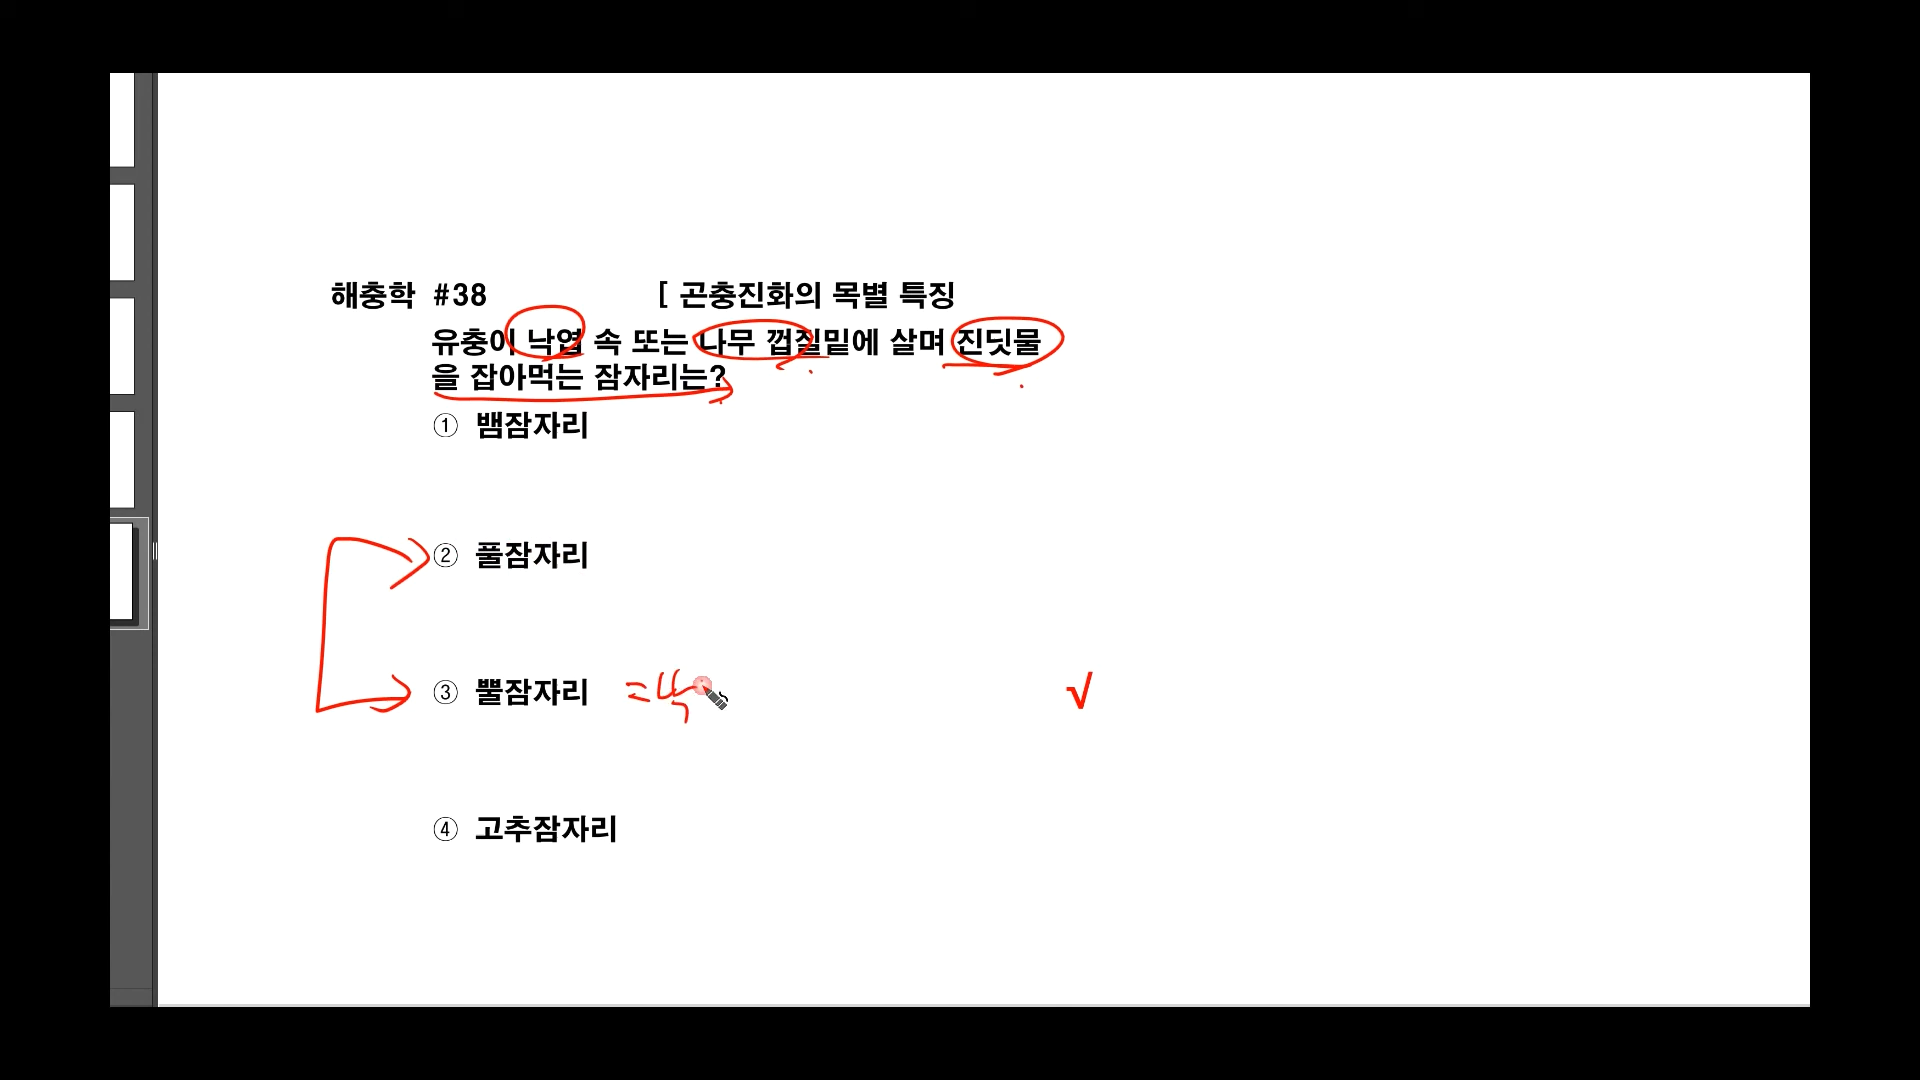 해충학 #38 [ 곤충진화의 목별 특징
유충이 낙엽 속 또는 나무 껍질밑에 살며 진딧물
을 잡아먹는 잠자리는?
① 뱀잠자리
② 풀잠자리
③ 뿔잠자리 = √
④ 고추잠자리